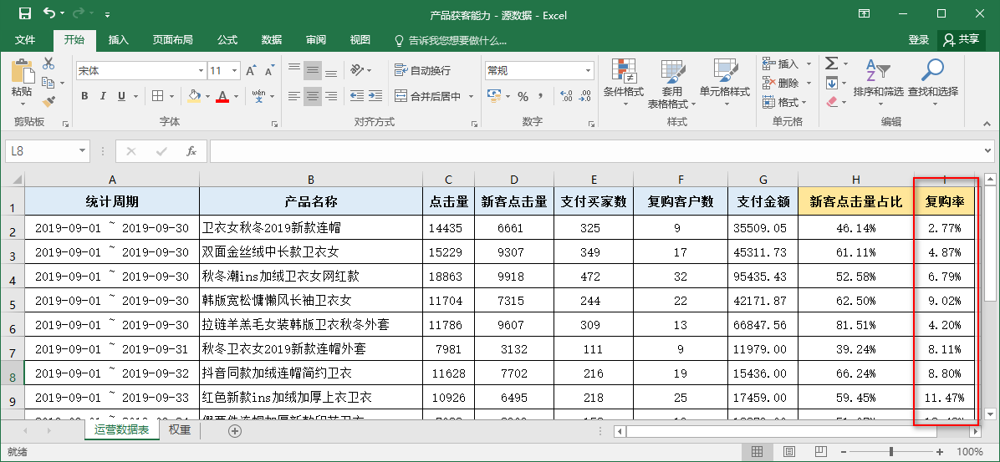 产品获客能力 - 源数据 - Excel
文件 开始 插入 页面布局 公式 数据 审阅 视图 告诉我您想要做什么... 登录 共享
粘贴 宋体 11 自动换行 常规 条件格式 套用 表格格式 单元格样式 插入 排序和筛选 查找和选择
B I U A wén 文 合并后居中 % 删除
格式
剪贴板 字体 对齐方式 数字 样式 单元格 编辑
L8 fx
A B C D E F G H I
1 统计周期 产品名称 点击量 新客点击量 支付买家数 复购客户数 支付金额 新客点击量占比 复购率
2 2019-09-01 ~ 2019-09-30 卫衣女秋冬2019新款连帽 14435 6661 325 9 35509.05 46.14% 2.77%
3 2019-09-01 ~ 2019-09-30 双面金丝绒中长款卫衣女 15229 9307 349 17 45311.73 61.11% 4.87%
4 2019-09-01 ~ 2019-09-30 秋冬潮ins加绒卫衣女网红款 18863 9918 472 32 95435.43 52.58% 6.79%
5 2019-09-01 ~ 2019-09-30 韩版宽松慵懒风长袖卫衣女 11704 7315 244 22 42171.87 62.50% 9.02%
6 2019-09-01 ~ 2019-09-30 拉链羊羔毛女装韩版卫衣秋冬外套 11786 9607 309 13 66847.56 81.51% 4.20%
7 2019-09-01 ~ 2019-09-31 秋冬卫衣女2019新款连帽外套 7981 3132 111 9 11979.00 39.24% 8.11%
8 2019-09-01 ~ 2019-09-32 抖音同款加绒连帽简约卫衣 11628 7702 216 19 15436.00 66.24% 8.80%
9 2019-09-01 ~ 2019-09-33 红色新款ins加绒加厚上衣卫衣 10926 6495 218 25 17459.00 59.45% 11.47%
运营数据表 权重
就绪 100%